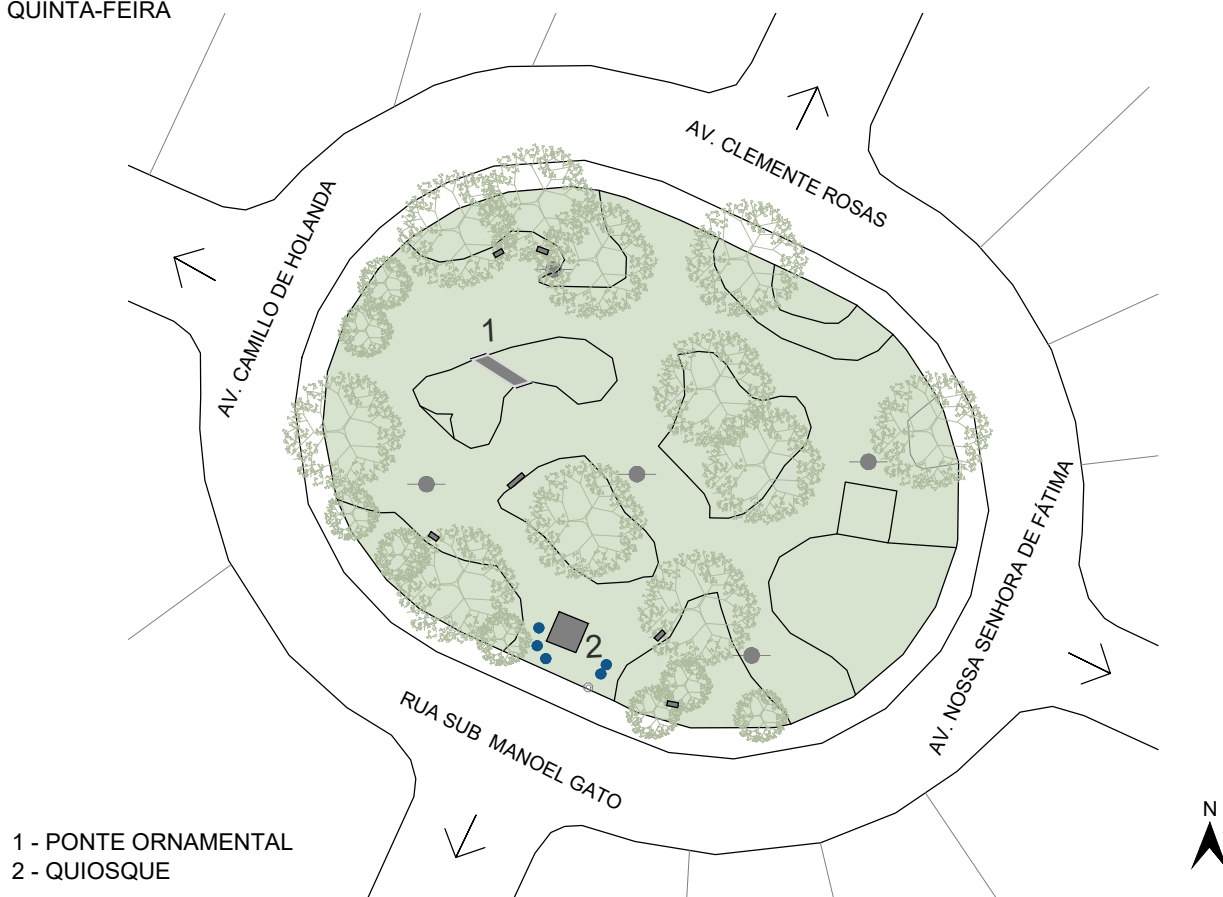 QUINTA-FEIRA
AV. CLEMENTE ROSAS
AV. CAMILLO DE HOLANDA
1
2
AV. NOSSA SENHORA DE FÁTIMA
RUA SUB MANOEL GATO
1 - PONTE ORNAMENTAL
2 - QUIOSQUE
N